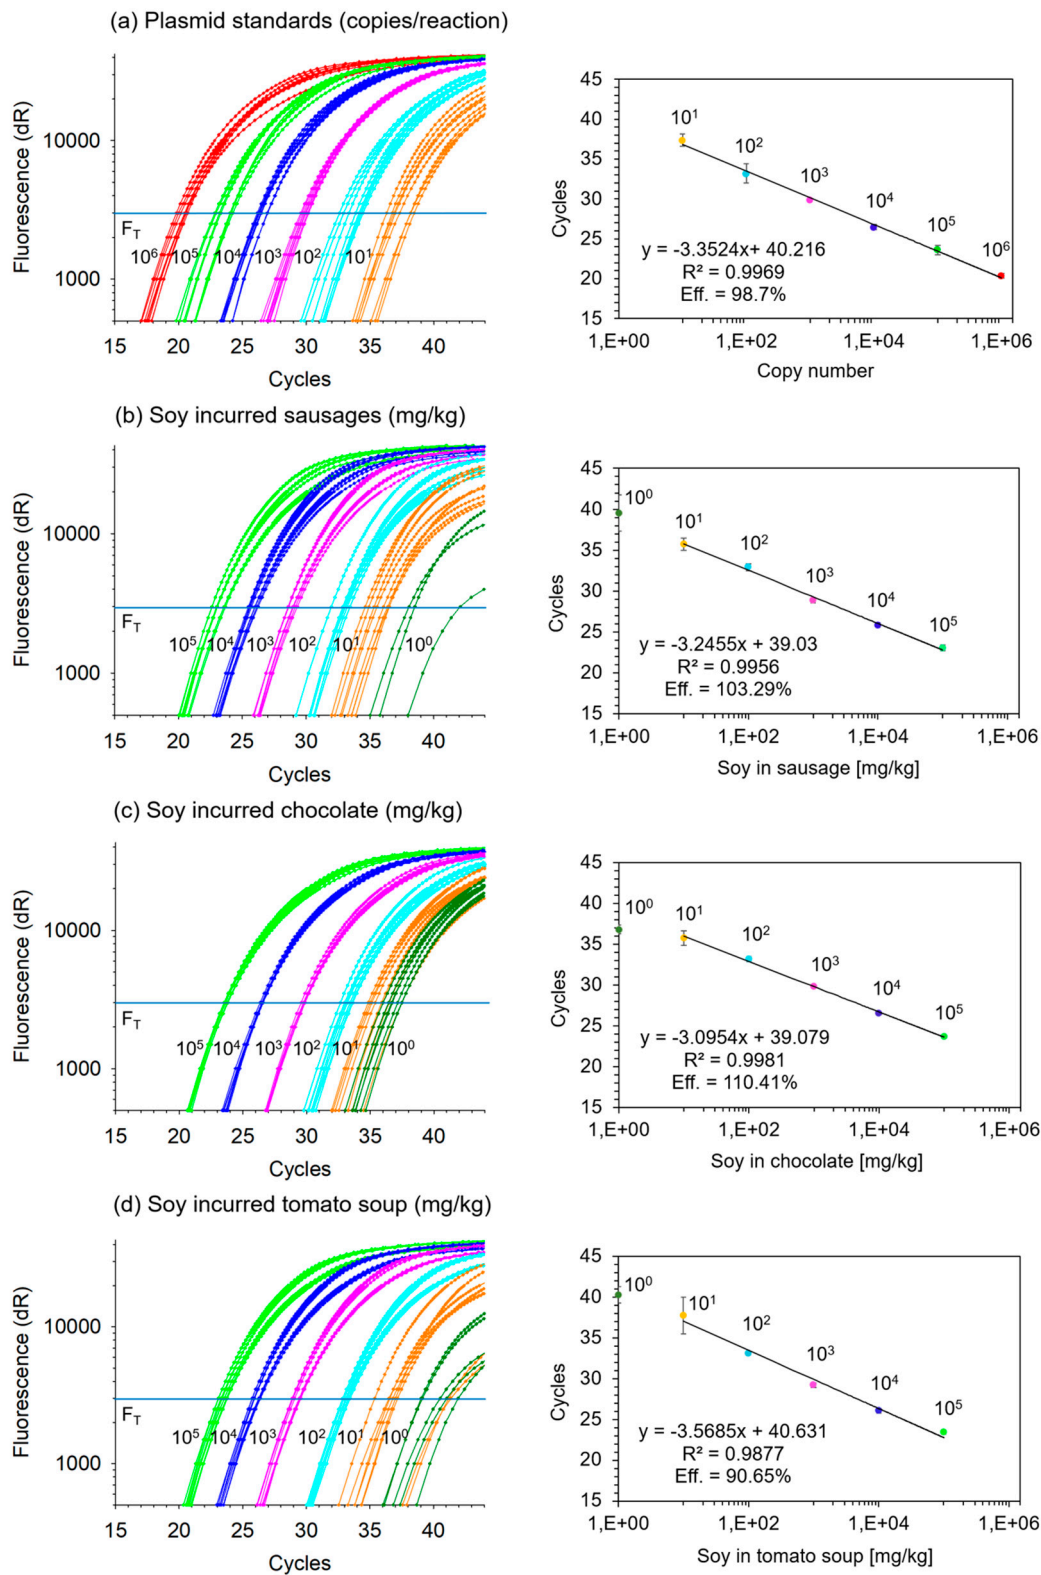 (a) Plasmid standards (copies/reaction)
Fluorescence (dR)
10000
1000
F_T
10⁶ 10⁵ 10⁴ 10³ 10² 10¹
15 20 25 30 35 40
Cycles
Cycles
45
40
35
30
25
20
15
10¹
10²
10³
10⁴
10⁵
10⁶
y = -3.3524x+ 40.216
R² = 0.9969
Eff. = 98.7%
1,E+00 1,E+02 1,E+04 1,E+06
Copy number
(b) Soy incurred sausages (mg/kg)
Fluorescence (dR)
10000
1000
F_T
10⁵ 10⁴ 10³ 10² 10¹ 10⁰
15 20 25 30 35 40
Cycles
Cycles
45
40
35
30
25
20
15
10⁰
10¹
10²
10³
10⁴
10⁵
y = -3.2455x + 39.03
R² = 0.9956
Eff. = 103.29%
1,E+00 1,E+02 1,E+04 1,E+06
Soy in sausage [mg/kg]
(c) Soy incurred chocolate (mg/kg)
Fluorescence (dR)
10000
1000
F_T
10⁵ 10⁴ 10³ 10² 10¹ 10⁰
15 20 25 30 35 40
Cycles
Cycles
45
40
35
30
25
20
15
10⁰
10¹
10²
10³
10⁴
10⁵
y = -3.0954x + 39.079
R² = 0.9981
Eff. = 110.41%
1,E+00 1,E+02 1,E+04 1,E+06
Soy in chocolate [mg/kg]
(d) Soy incurred tomato soup (mg/kg)
Fluorescence (dR)
10000
1000
F_T
10⁵ 10⁴ 10³ 10² 10¹ 10⁰
15 20 25 30 35 40
Cycles
Cycles
45
40
35
30
25
20
15
10⁰
10¹
10²
10³
10⁴
10⁵
y = -3.5685x + 40.631
R² = 0.9877
Eff. = 90.65%
1,E+00 1,E+02 1,E+04 1,E+06
Soy in tomato soup [mg/kg]